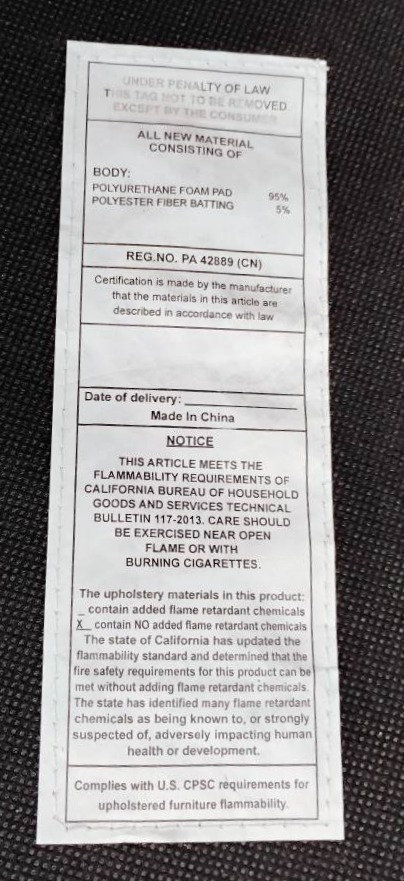 UNDER PENALTY OF LAW
THIS TAG NOT TO BE REMOVED
EXCEPT BY THE CONSUMER
ALL NEW MATERIAL
CONSISTING OF
BODY:
POLYURETHANE FOAM PAD 95%
POLYESTER FIBER BATTING 5%
REG.NO. PA 42889 (CN)
Certification is made by the manufacturer
that the materials in this article are
described in accordance with law
Date of delivery: ________________
Made In China
NOTICE
THIS ARTICLE MEETS THE
FLAMMABILITY REQUIREMENTS OF
CALIFORNIA BUREAU OF HOUSEHOLD
GOODS AND SERVICES TECHNICAL
BULLETIN 117-2013. CARE SHOULD
BE EXERCISED NEAR OPEN
FLAME OR WITH
BURNING CIGARETTES.
The upholstery materials in this product:
_ contain added flame retardant chemicals
X_ contain NO added flame retardant chemicals
The state of California has updated the
flammability standard and determined that the
fire safety requirements for this product can be
met without adding flame retardant chemicals.
The state has identified many flame retardant
chemicals as being known to, or strongly
suspected of, adversely impacting human
health or development.
Complies with U.S. CPSC requirements for
upholstered furniture flammability.